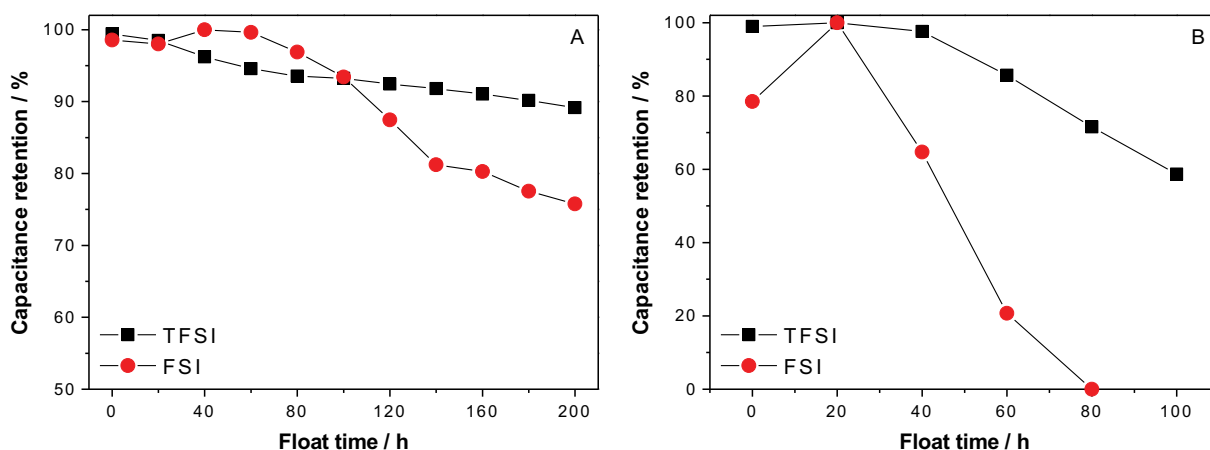 A
Capacitance retention / %
100
90
80
70
60
50
TFSI
FSI
0 40 80 120 160 200
Float time / h
B
Capacitance retention / %
100
80
60
40
20
0
TFSI
FSI
0 20 40 60 80 100
Float time / h